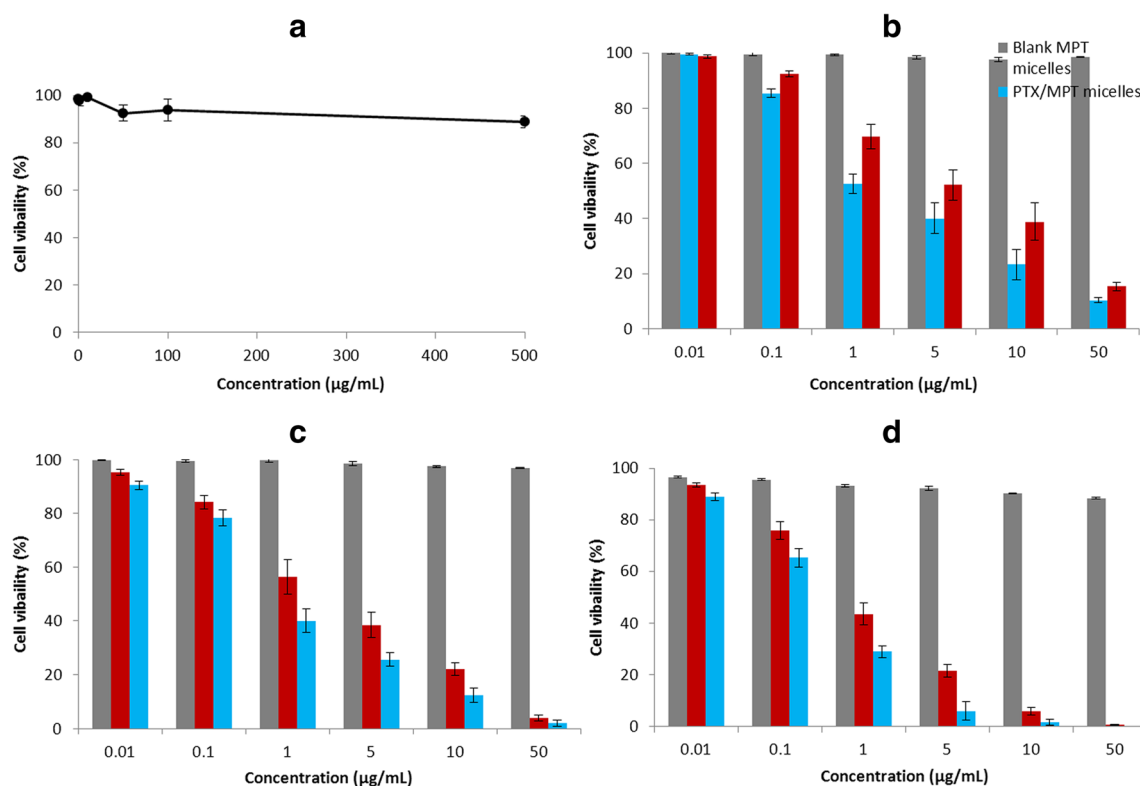 a
100
80
60
40
20
0
Cell vibaility (%)
0 100 200 300 400 500
Concentration (µg/mL)
b
100
80
60
40
20
0
Cell vibaility (%)
Blank MPT
micelles
PTX/MPT micelles
0.01 0.1 1 5 10 50
Concentration (µg/mL)
c
100
80
60
40
20
0
Cell vibaility (%)
0.01 0.1 1 5 10 50
Concentration (µg/mL)
d
100
80
60
40
20
0
Cell vibaility (%)
0.01 0.1 1 5 10 50
Concentration (µg/mL)